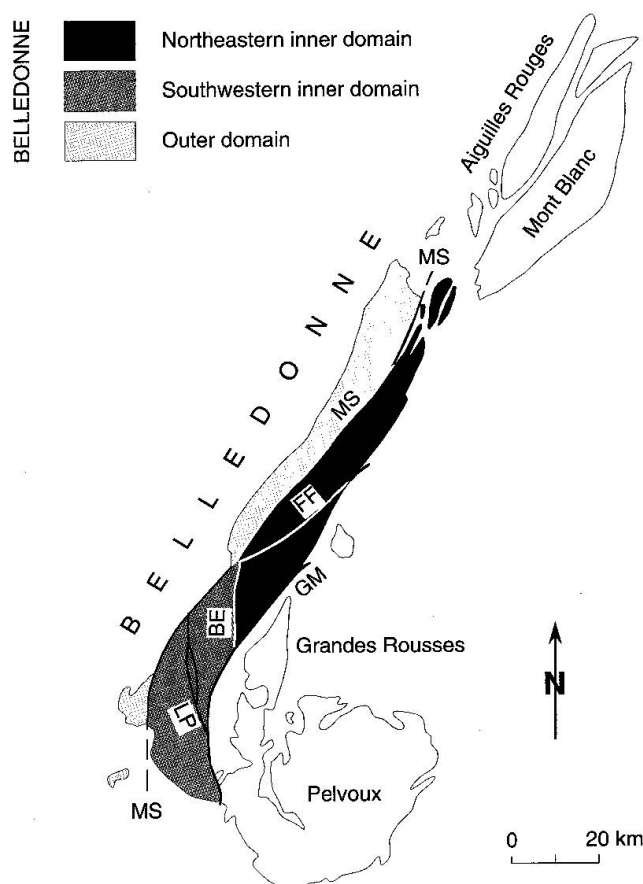 BELLEDONNE
Northeastern inner domain
Southwestern inner domain
Outer domain
Aiguilles Rouges
Mont Blanc
BELLEDONNE
MS
MS
FF
GM
BE
Grandes Rousses
N
LP
MS
Pelvoux
0 20 km